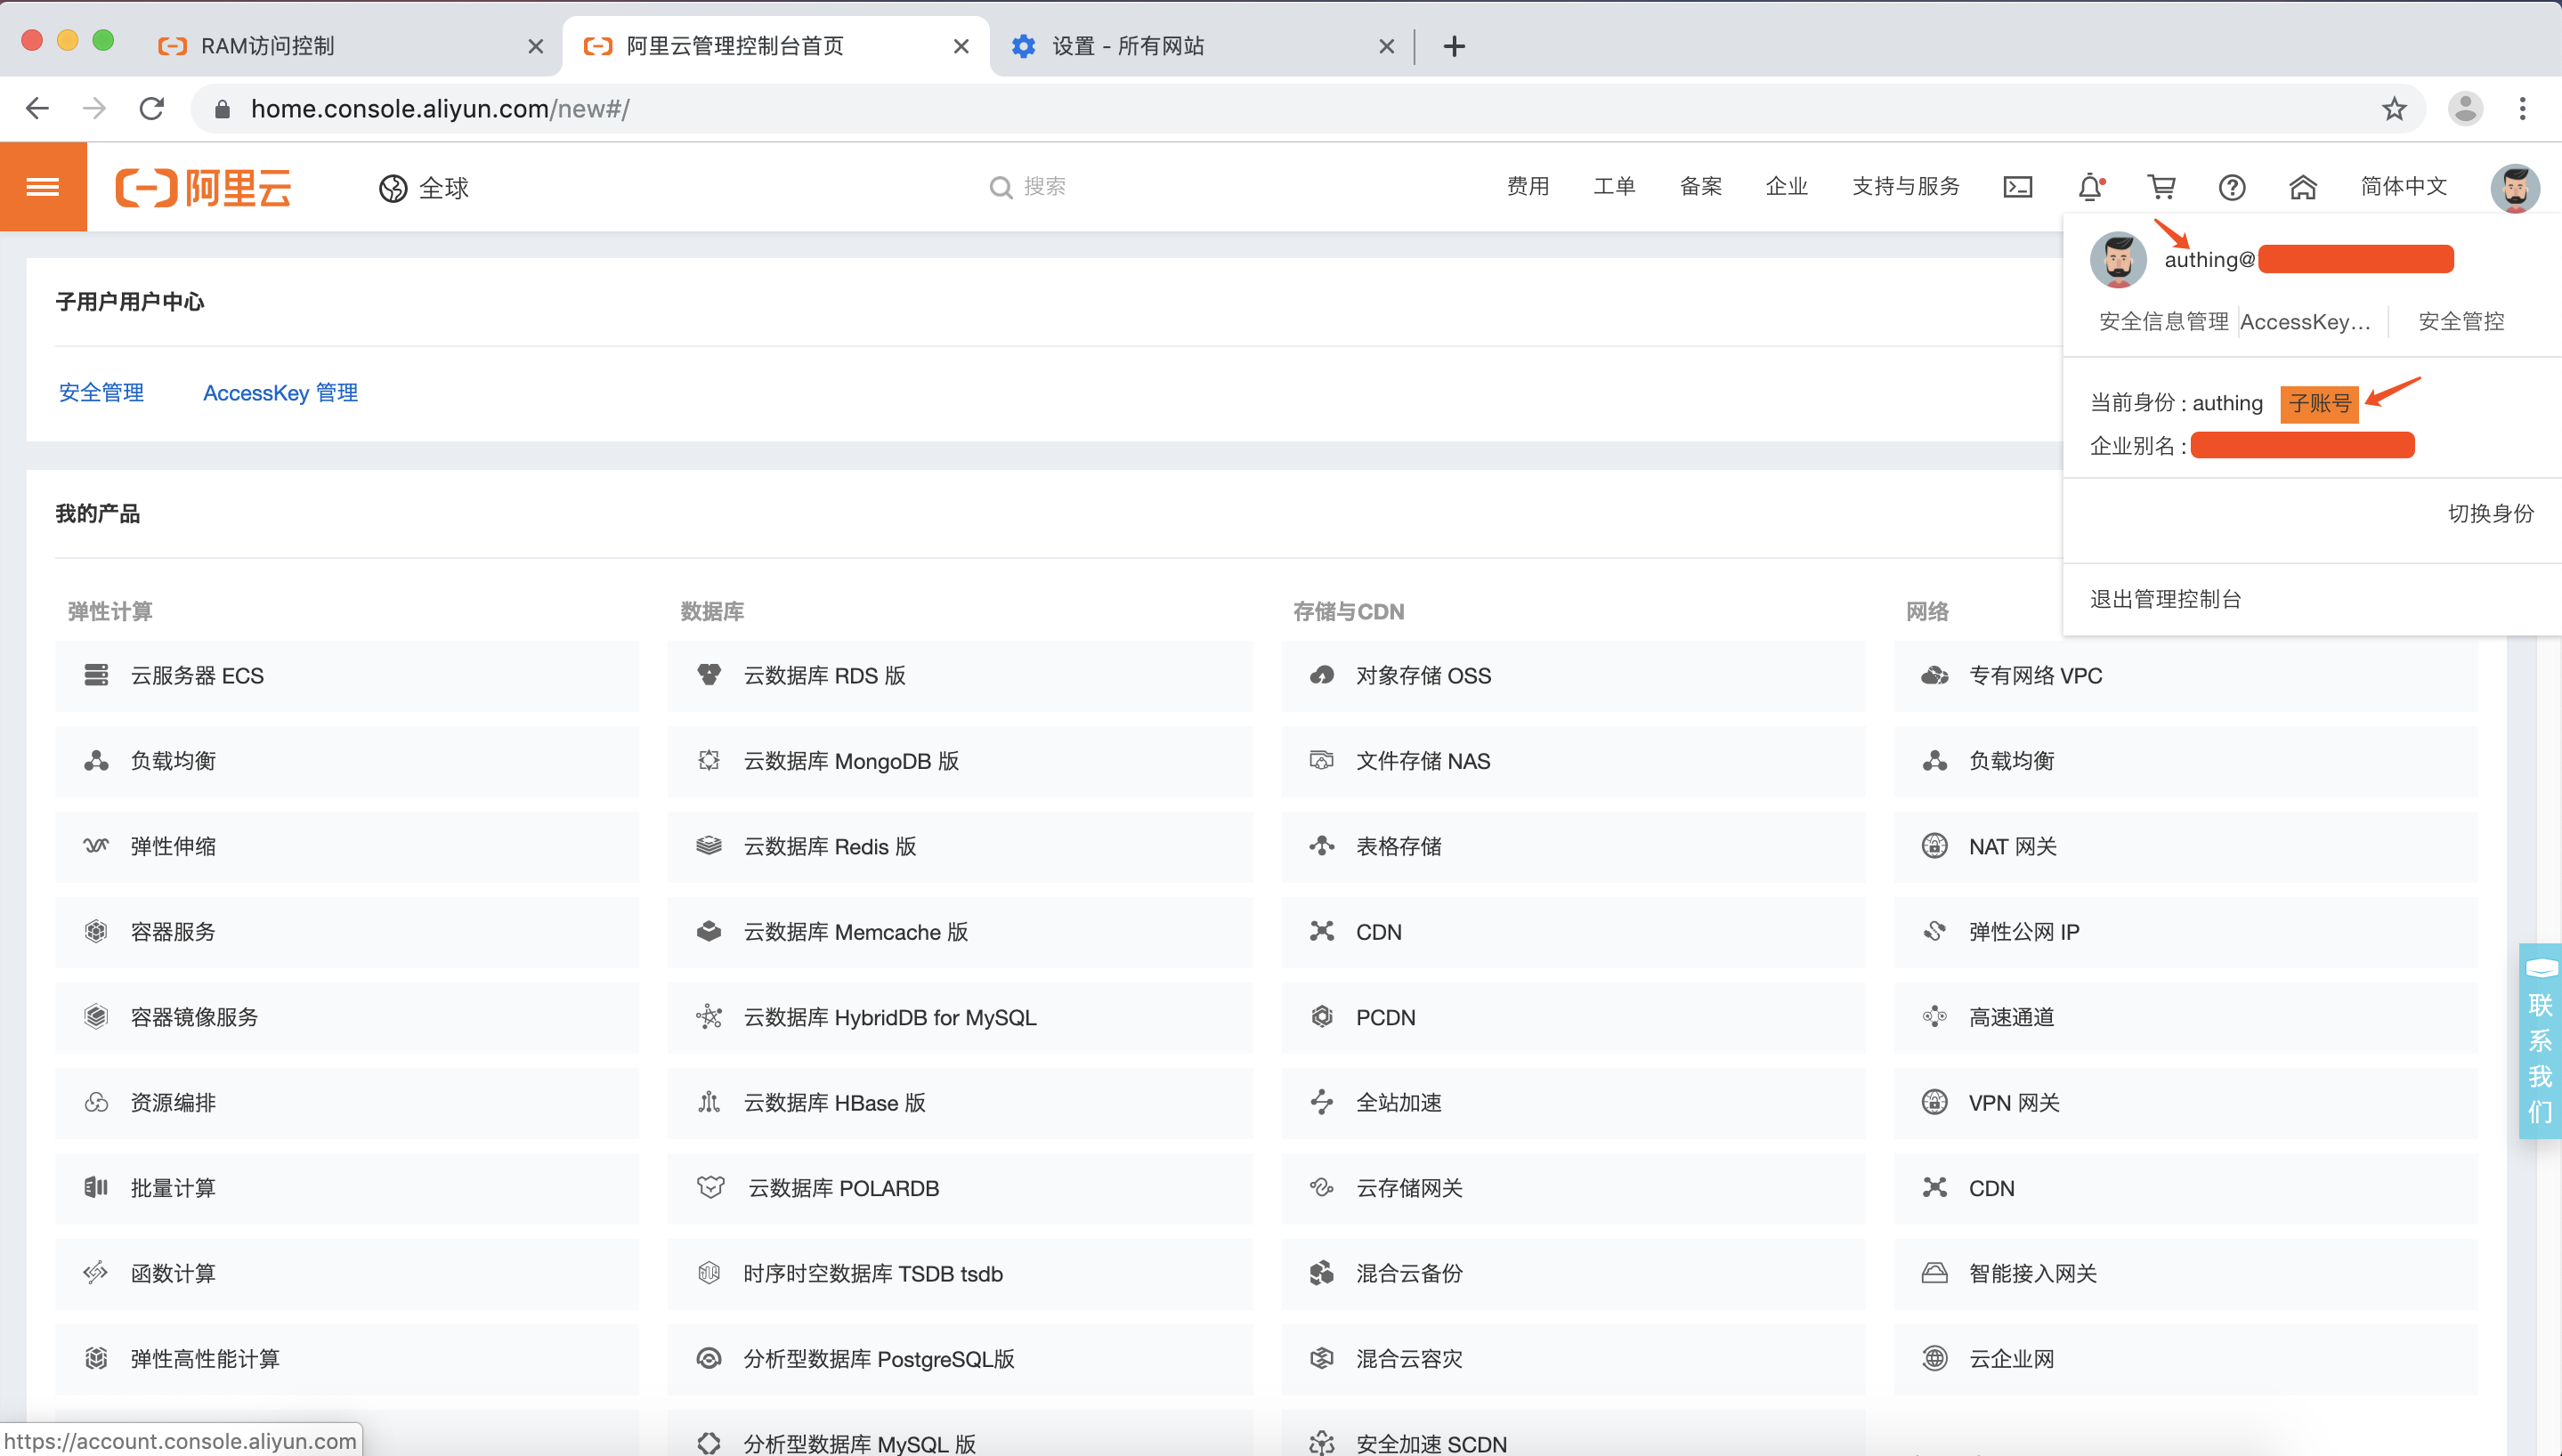 RAM访问控制
阿里云管理控制台首页
设置 - 所有网站
home.console.aliyun.com/new#/
阿里云
全球
搜索
费用
工单
备案
企业
支持与服务
简体中文
authing@
安全信息管理
AccessKey...
安全管控
当前身份 : authing 子账号
企业别名 :
切换身份
退出管理控制台
子用户用户中心
安全管理
AccessKey 管理
我的产品
弹性计算
云服务器 ECS
负载均衡
弹性伸缩
容器服务
容器镜像服务
资源编排
批量计算
函数计算
弹性高性能计算
数据库
云数据库 RDS 版
云数据库 MongoDB 版
云数据库 Redis 版
云数据库 Memcache 版
云数据库 HybridDB for MySQL
云数据库 HBase 版
云数据库 POLARDB
时序时空数据库 TSDB tsdb
分析型数据库 PostgreSQL版
分析型数据库 MySQL 版
存储与CDN
对象存储 OSS
文件存储 NAS
表格存储
CDN
PCDN
全站加速
云存储网关
混合云备份
混合云容灾
安全加速 SCDN
网络
专有网络 VPC
负载均衡
NAT 网关
弹性公网 IP
高速通道
VPN 网关
CDN
智能接入网关
云企业网
联系我们
https://account.console.aliyun.com